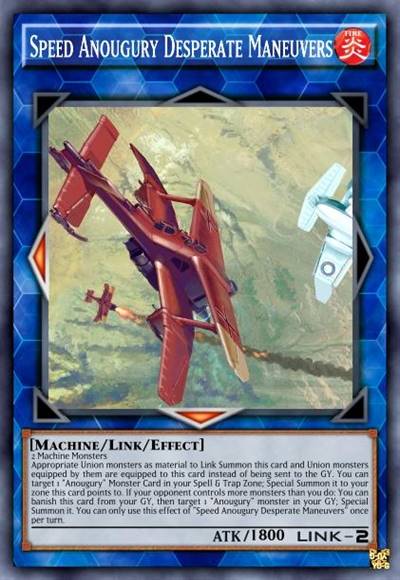 SPEED ANOUGURY DESPERATE MANEUVERS
FIRE
炎
[MACHINE/LINK/EFFECT]
2 Machine Monsters
Appropriate Union monsters as material to Link Summon this card and Union monsters
equipped by them are equipped to this card instead of being sent to the GY. You can
target 1 "Anougury" Monster Card in your Spell & Trap Zone; Special Summon it to your
zone this card points to. If your opponent controls more monsters than you do: You can
banish this card from your GY, then target 1 "Anougury" monster in your GY; Special
Summon it. You can only use this effect of "Speed Anougury Desperate Maneuvers" once
per turn.
ATK/1800 LINK-2